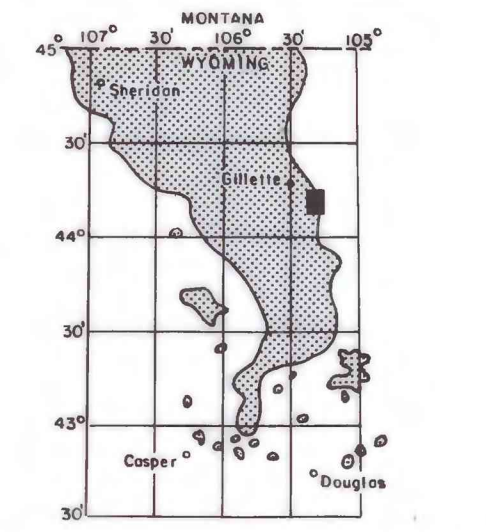 MONTANA
45° 107° 30' 106° 30' 105°
WYOMING
Sheridan
30'
Gillette
44°
30'
43°
Casper
Douglas
30'